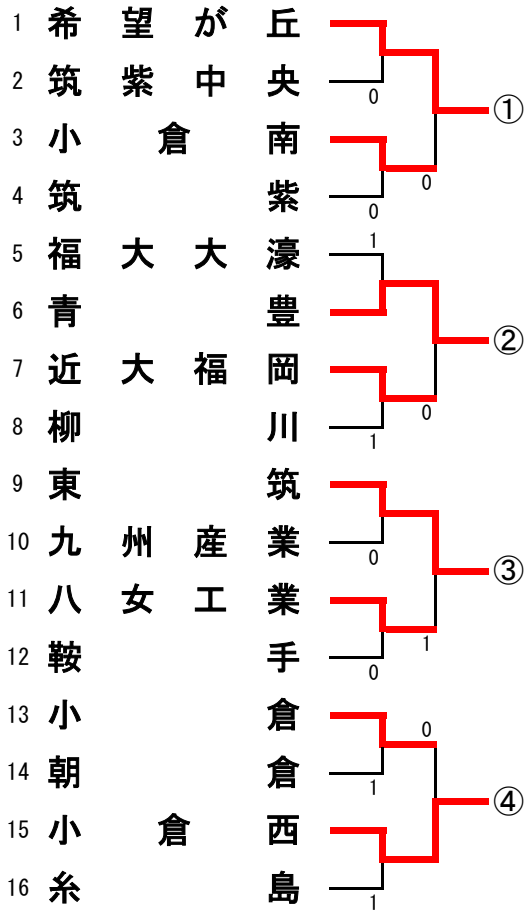 1 希望が丘
2 筑紫中央
0
①
3 小倉南
0
4 筑紫
0
1
5 福大大濠
6 青豊
②
7 近大福岡
0
8 柳川
1
9 東筑
10 九州産業
0
③
11 八女工業
1
12 鞍手
0
13 小倉
0
14 朝倉
1
④
15 小倉西
16 糸島
1